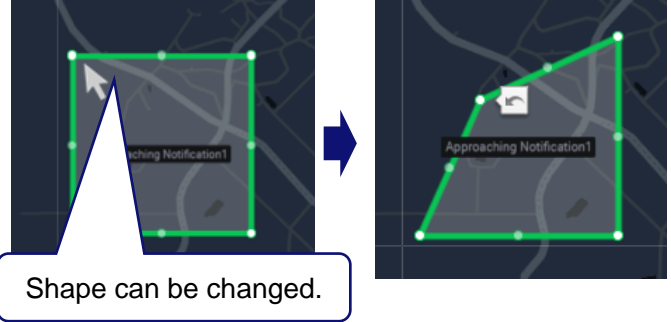 aching Notification1
Approaching Notification1
Shape can be changed.